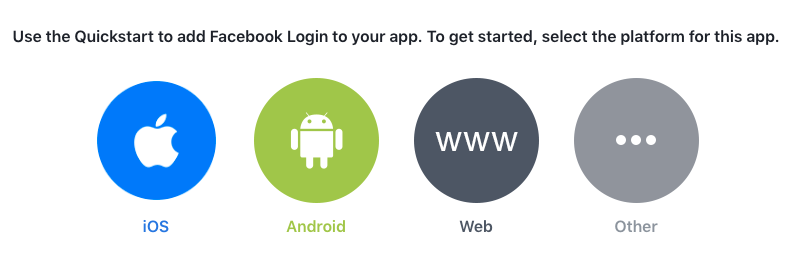 Use the Quickstart to add Facebook Login to your app. To get started, select the platform for this app.
www
iOS
Android
Web
Other